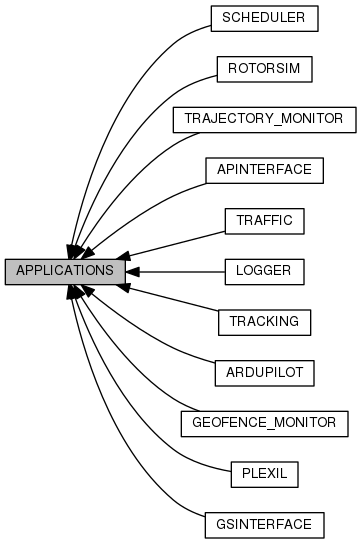 SCHEDULER
ROTORSIM
TRAJECTORY_MONITOR
APINTERFACE
TRAFFIC
APPLICATIONS
LOGGER
TRACKING
ARDUPILOT
GEOFENCE_MONITOR
PLEXIL
GSINTERFACE